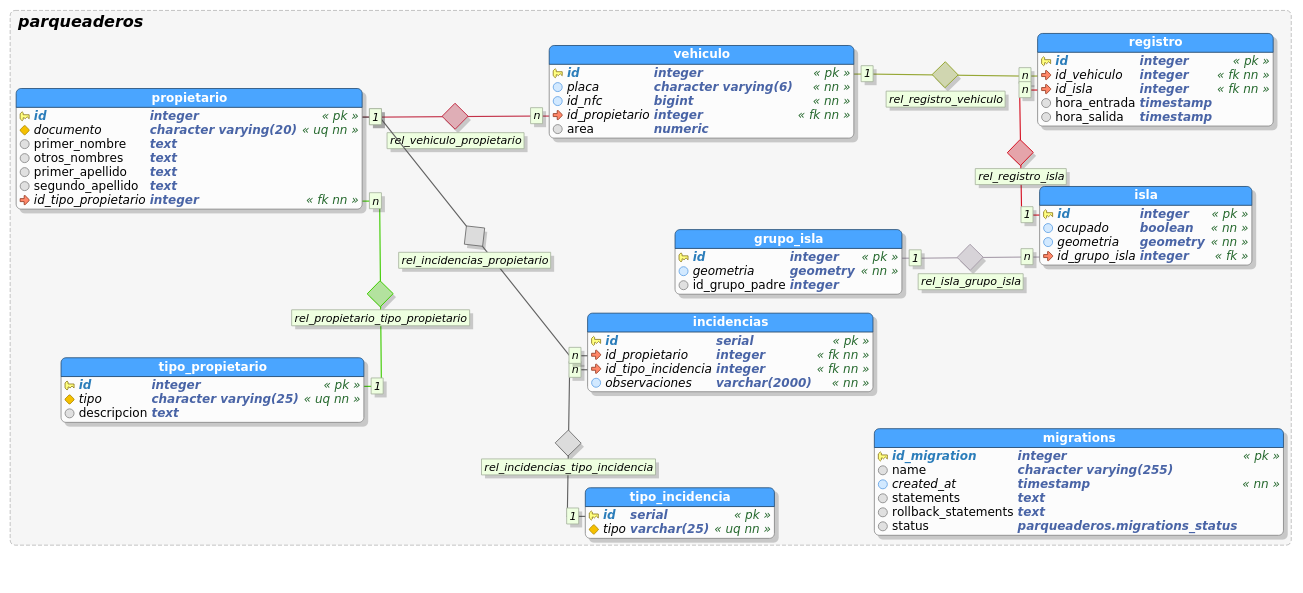 parqueaderos
propietario
id integer « pk »
documento character varying(20) « uq nn »
primer_nombre text
otros_nombres text
primer_apellido text
segundo_apellido text
id_tipo_propietario integer « fk nn »
1
n
rel_vehiculo_propietario
n
vehiculo
id integer « pk »
placa character varying(6) « nn »
id_nfc bigint « nn »
id_propietario integer « fk nn »
area numeric
1
rel_registro_vehiculo
n
n
registro
id integer « pk »
id_vehiculo integer « fk nn »
id_isla integer « fk nn »
hora_entrada timestamp
hora_salida timestamp
rel_registro_isla
1
isla
id integer « pk »
ocupado boolean « nn »
geometria geometry « nn »
id_grupo_isla integer « fk »
grupo_isla
id integer « pk »
geometria geometry « nn »
id_grupo_padre integer
1
n
rel_isla_grupo_isla
rel_incidencias_propietario
rel_propietario_tipo_propietario
incidencias
id serial « pk »
id_propietario integer « fk nn »
id_tipo_incidencia integer « fk nn »
observaciones varchar(2000) « nn »
n
n
tipo_propietario
id integer « pk »
tipo character varying(25) « uq nn »
descripcion text
1
rel_incidencias_tipo_incidencia
1
tipo_incidencia
id serial « pk »
tipo varchar(25) « uq nn »
migrations
id_migration integer « pk »
name character varying(255)
created_at timestamp « nn »
statements text
rollback_statements text
status parqueaderos.migrations_status